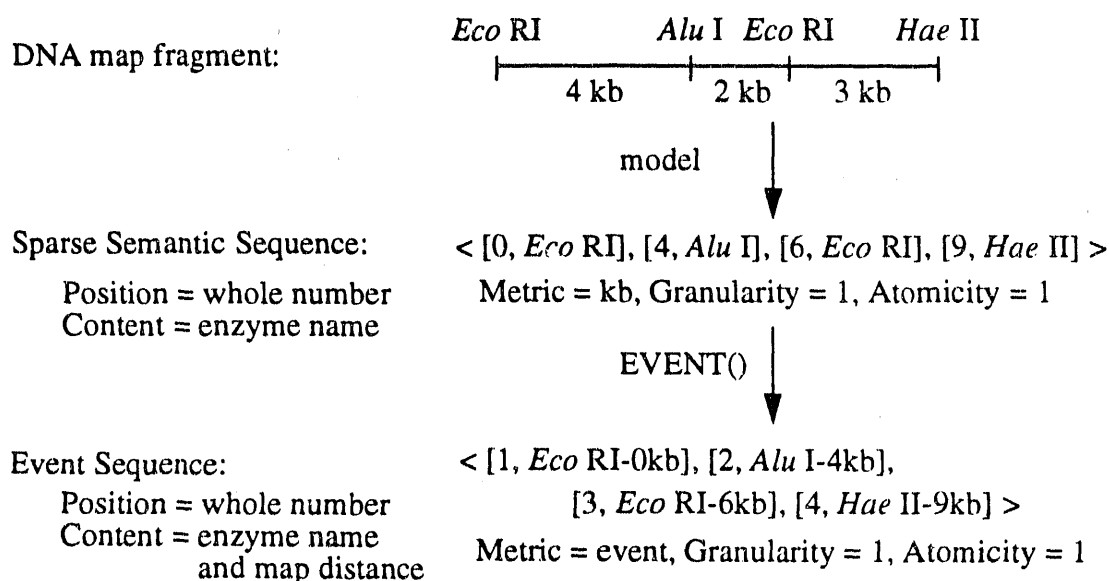 Eco RI Alu I Eco RI Hae II
DNA map fragment:
4 kb 2 kb 3 kb
model
Sparse Semantic Sequence: < [0, Eco RI], [4, Alu I], [6, Eco RI], [9, Hae II] >
Position = whole number Metric = kb, Granularity = 1, Atomicity = 1
Content = enzyme name
EVENT()
Event Sequence: < [1, Eco RI-0kb], [2, Alu I-4kb],
Position = whole number [3, Eco RI-6kb], [4, Hae II-9kb] >
Content = enzyme name
and map distance Metric = event, Granularity = 1, Atomicity = 1